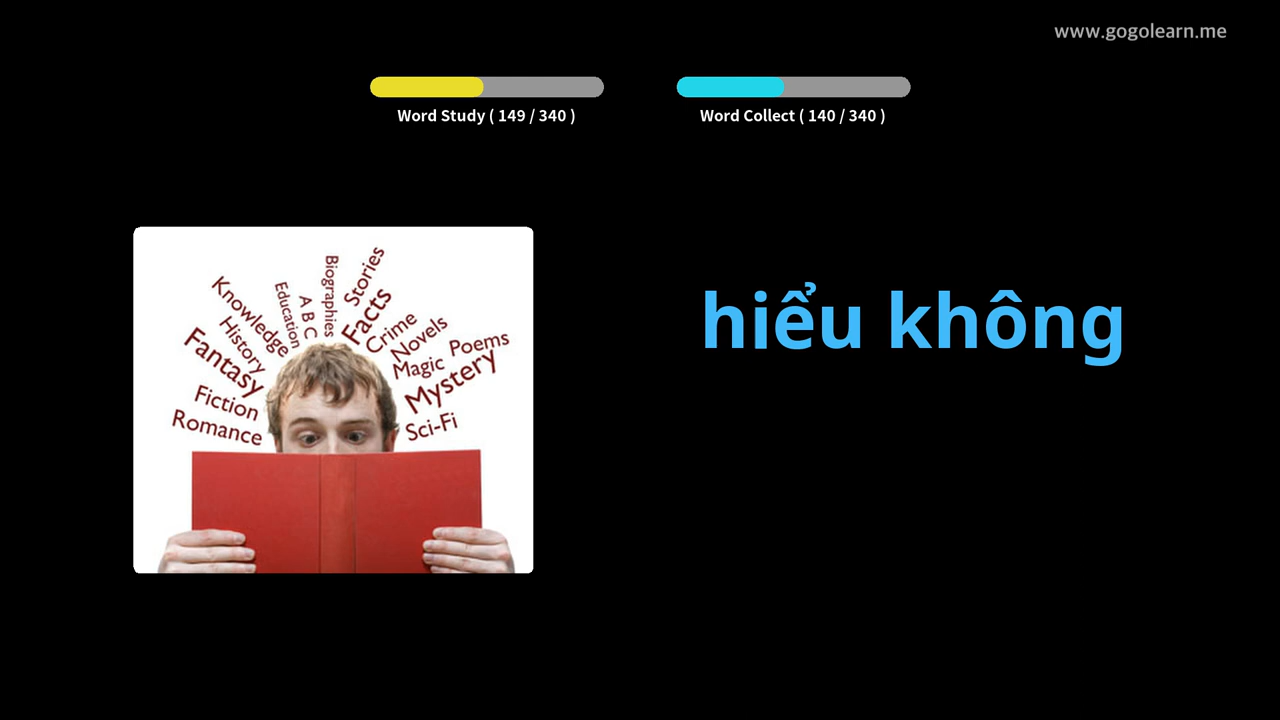 www.gogolearn.me
Word Study ( 149 / 340 )
Word Collect ( 140 / 340 )
Knowledge
History
Fantasy
Fiction
Romance
Education
A B C
Biographies
Stories
Facts
Crime
Novels
Magic
Poems
Mystery
Sci-Fi
hiểu không